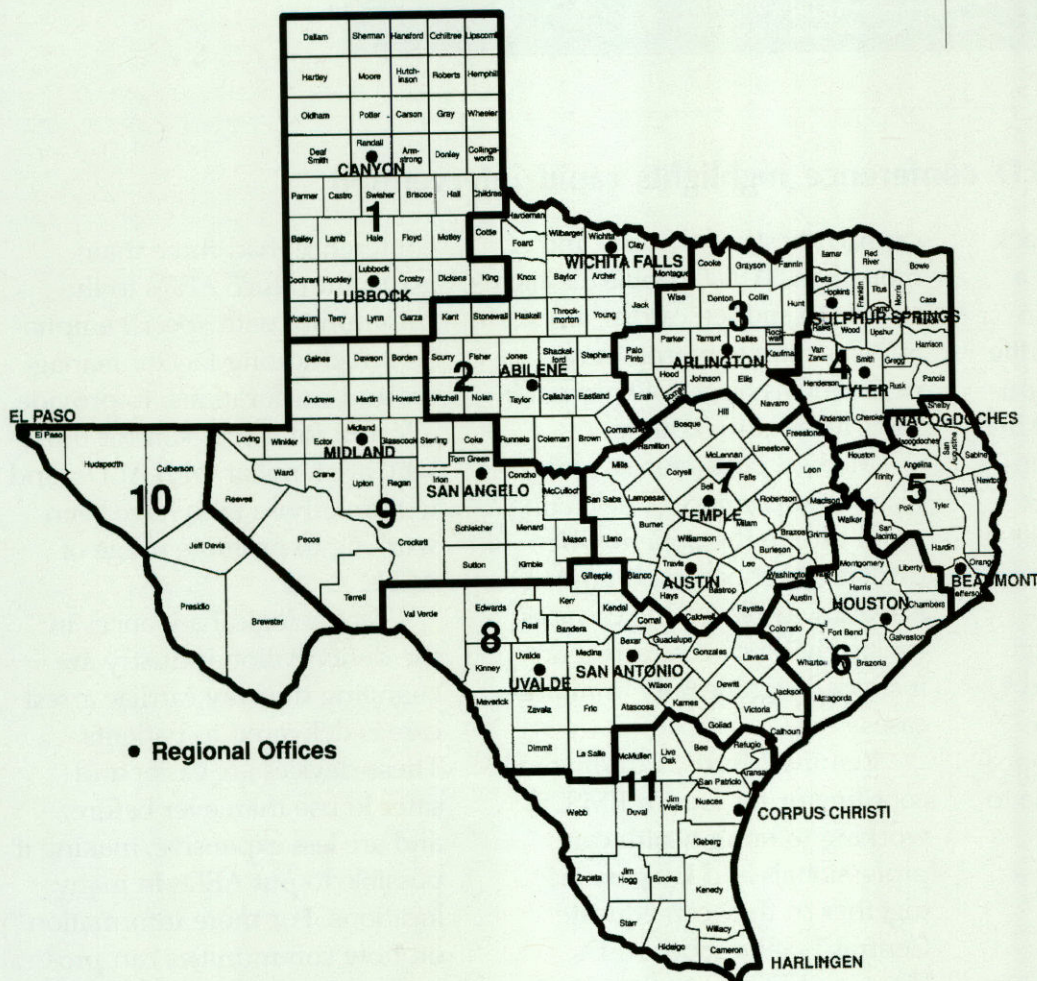 Dallam Sherman Hansford Ochiltree Lipscomb
Hartley Moore Hutch-inson Roberts Hemphill
Oldham Potter Carson Gray Wheeler
Deaf Smith Randall Arm-strong Donley Collings-worth
CANYON
Parmer Castro Swisher Briscoe Hall Childress
1
Bailey Lamb Hale Floyd Motley Cottle
Hardeman Foard Wilbarger Wichita Clay
WICHITA FALLS
Cochran Hockley Lubbock Crosby Dickens King
LUBBOCK
Knox Baylor Archer Montague Cooke Grayson Fannin
Lamar Red River Bowie
Delta Hopkins Franklin Titus Morris Cass
SULPHUR SPRINGS
Yoakum Terry Lynn Garza Kent Stonewall Haskell Throck-morton Young Jack Wise Denton Collin Hunt
3
Rains Wood Upshur Harrison
Gaines Dawson Borden Scurry Fisher Jones Shackel-ford Stephens Palo Pinto Parker Tarrant Dallas Rock-wall Kaufman
ARLINGTON
Van Zandt Smith Gregg
4
TYLER
2
ABILENE
Andrews Martin Howard Mitchell Nolan Taylor Callahan Eastland Erath Hood Johnson Ellis Henderson Rusk Panola
EL PASO
El Paso Hudspeth Culberson
10
Loving Winkler Ector Midland Glasscock Sterling Coke Runnels Coleman Brown Comanche
MIDLAND
Hamilton Bosque Hill Navarro Freestone Anderson Cherokee Shelby
NACOGDOCHES
Nacogdoches San Augustine Sabine
Ward Crane Upton Reagan Irion Tom Green Concho McCulloch
SAN ANGELO
Mills Coryell McLennan Limestone Leon Houston Angelina
7
Bell Falls
TEMPLE
Trinity Polk Tyler Jasper Newton
5
Reeves Pecos Crockett Schleicher Menard Mason
9
San Saba Lampasas Burnet Milam Robertson Madison Walker San Jacinto
Jeff Davis Presidio Brewster Terrell Sutton Kimble
Llano Williamson Brazos Grimes Montgomery Liberty Hardin Orange
BEAUMONT
Jefferson
Gillespie Blanco Travis Lee Burleson Washington
AUSTIN
Hays Bastrop Fayette Caldwell
Austin Harris Chambers
HOUSTON
Val Verde Edwards Kerr Kendall Real Bandera Comal
8
Bexar Guadalupe Gonzales Lavaca Colorado Fort Bend Galveston
Kinney Uvalde Medina
UVALDE
SAN ANTONIO
Wilson Dewitt Wharton Brazoria
6
Matagorda
Maverick Zavala Frio Atascosa Karnes Victoria Jackson
Goliad Calhoun
● Regional Offices
Dimmit La Salle McMullen Live Oak Bee Refugio Aransas
San Patricio
11
Webb Duval Jim Wells Nueces
CORPUS CHRISTI
Kleberg
Zapata Jim Hogg Brooks Kenedy
Starr Hidalgo Willacy Cameron
HARLINGEN